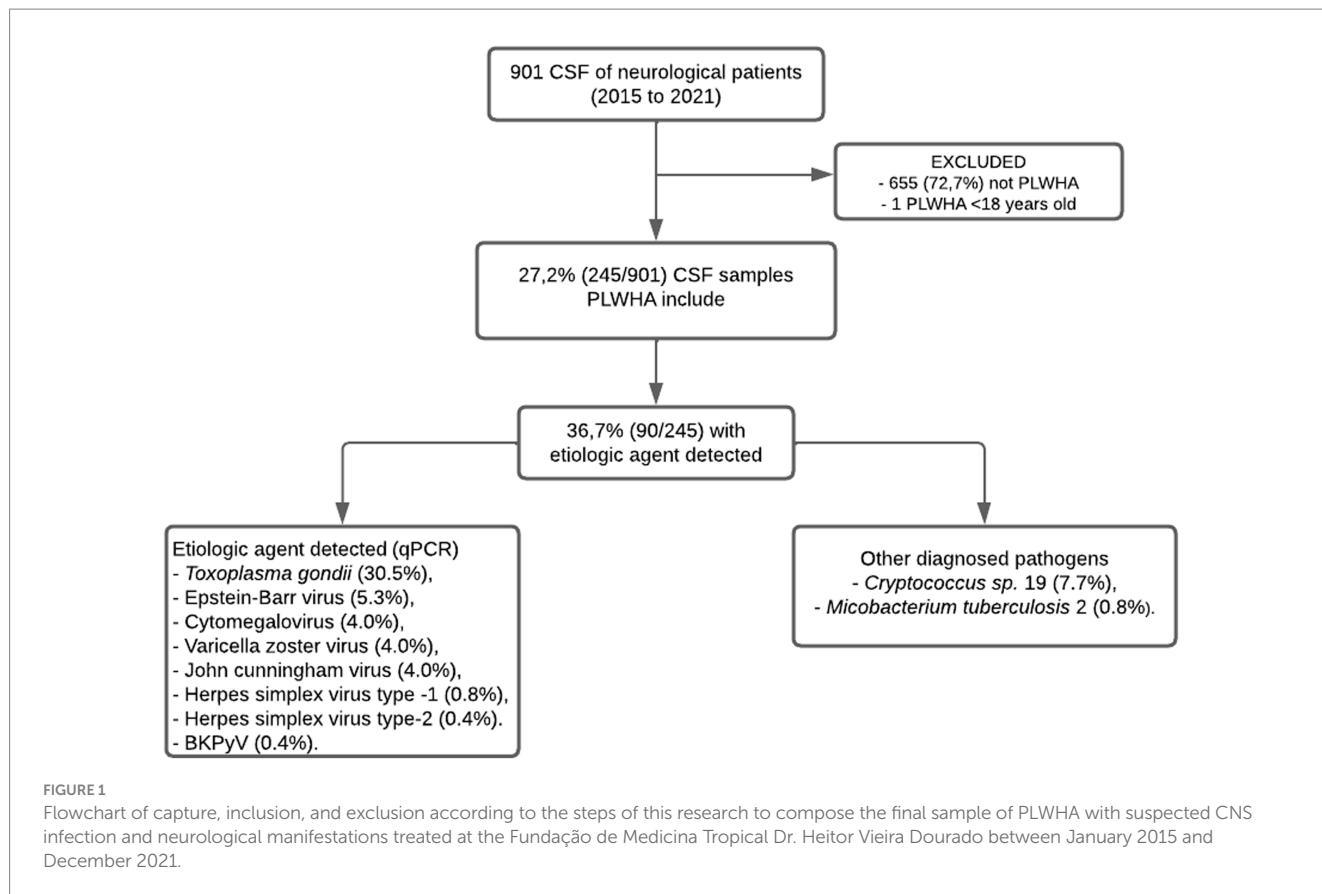 901 CSF of neurological patients
(2015 to 2021)
EXCLUDED
- 655 (72,7%) not PLWHA
- 1 PLWHA <18 years old
27,2% (245/901) CSF samples
PLWHA include
36,7% (90/245) with
etiologic agent detected
Etiologic agent detected (qPCR)
- Toxoplasma gondii (30.5%),
- Epstein-Barr virus (5.3%),
- Cytomegalovirus (4.0%),
- Varicella zoster virus (4.0%),
- John cunningham virus (4.0%),
- Herpes simplex virus type -1 (0.8%),
- Herpes simplex virus type-2 (0.4%).
- BKPyV (0.4%).
Other diagnosed pathogens
- Cryptococcus sp. 19 (7.7%),
- Micobacterium tuberculosis 2 (0.8%).
FIGURE 1
Flowchart of capture, inclusion, and exclusion according to the steps of this research to compose the final sample of PLWHA with suspected CNS
infection and neurological manifestations treated at the Fundação de Medicina Tropical Dr. Heitor Vieira Dourado between January 2015 and
December 2021.